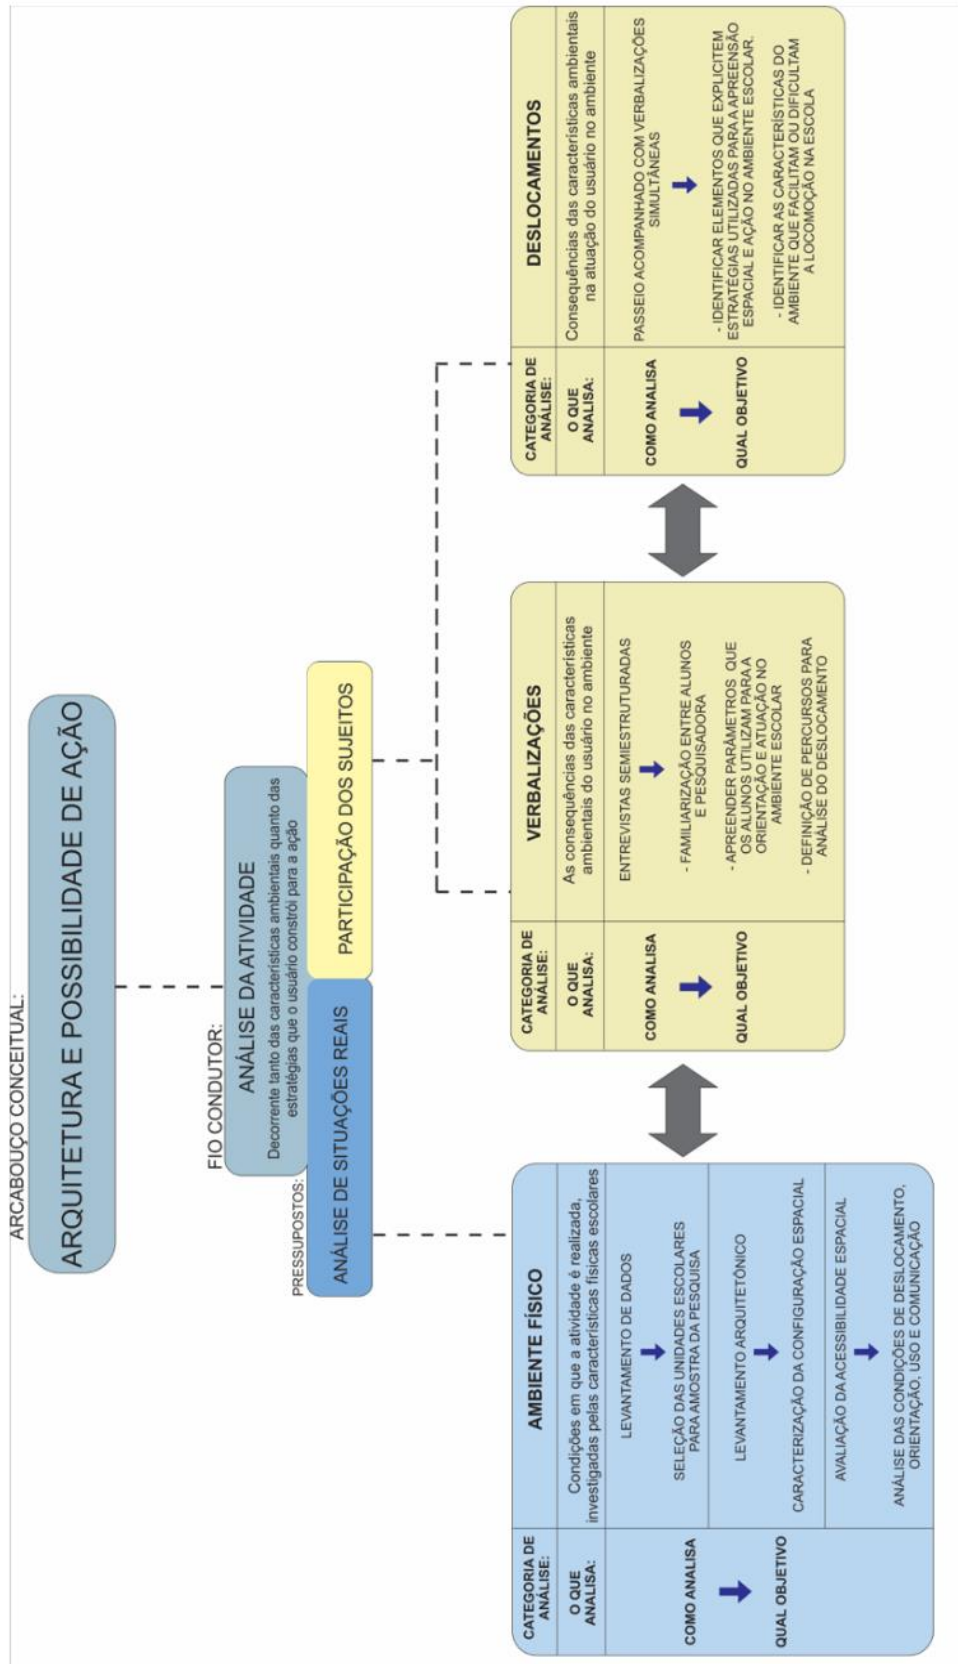 ARCABOUÇO CONCEITUAL:
ARQUITETURA E POSSIBILIDADE DE AÇÃO
FIO CONDUTOR:
ANÁLISE DA ATIVIDADE
Decorrente tanto das características ambientais quanto das
estratégias que o usuário constrói para a ação
PRESSUPOSTOS:
ANÁLISE DE SITUAÇÕES REAIS
PARTICIPAÇÃO DOS SUJEITOS
CATEGORIA DE
ANÁLISE:
AMBIENTE FÍSICO
O QUE
ANALISA:
Condições em que a atividade é realizada,
investigadas pelas características físicas escolares
COMO ANALISA
QUAL OBJETIVO
LEVANTAMENTO DE DADOS
SELEÇÃO DAS UNIDADES ESCOLARES
PARA AMOSTRA DA PESQUISA
LEVANTAMENTO ARQUITETÔNICO
CARACTERIZAÇÃO DA CONFIGURAÇÃO ESPACIAL
AVALIAÇÃO DA ACESSIBILIDADE ESPACIAL
ANÁLISE DAS CONDIÇÕES DE DESLOCAMENTO,
ORIENTAÇÃO, USO E COMUNICAÇÃO
CATEGORIA DE
ANÁLISE:
VERBALIZAÇÕES
O QUE
ANALISA:
As consequências das características
ambientais do usuário no ambiente
COMO ANALISA
QUAL OBJETIVO
ENTREVISTAS SEMIESTRUTURADAS
- FAMILIARIZAÇÃO ENTRE ALUNOS
E PESQUISADORA
- APREENDER PARÂMETROS QUE
OS ALUNOS UTILIZAM PARA A
ORIENTAÇÃO E ATUAÇÃO NO
AMBIENTE ESCOLAR
- DEFINIÇÃO DE PERCURSOS PARA
ANÁLISE DO DESLOCAMENTO
CATEGORIA DE
ANÁLISE:
DESLOCAMENTOS
O QUE
ANALISA:
Consequências das características ambientais
na atuação do usuário no ambiente
COMO ANALISA
QUAL OBJETIVO
PASSEIO ACOMPANHADO COM VERBALIZAÇÕES
SIMULTÂNEAS
- IDENTIFICAR ELEMENTOS QUE EXPLICITEM
ESTRATÉGIAS UTILIZADAS PARA A APREENSÃO
ESPACIAL E AÇÃO NO AMBIENTE ESCOLAR.
- IDENTIFICAR AS CARACTERÍSTICAS DO
AMBIENTE QUE FACILITAM OU DIFICULTAM
A LOCOMOÇÃO NA ESCOLA